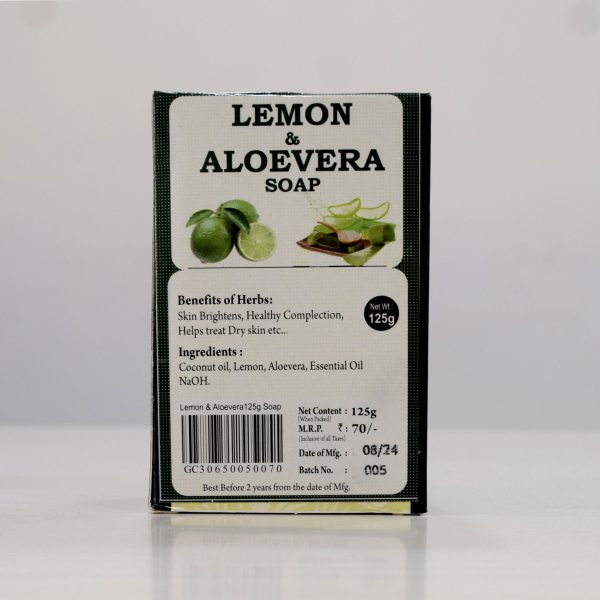 LEMON
&
ALOEVERA
SOAP
Benefits of Herbs:
Skin Brightens, Healthy Complection,
Helps treat Dry skin etc...
Net Wt.:
125g
Ingredients :
Coconut oil, Lemon, Aloevera, Essential Oil
NaOH.
Lemon & Aloevera125g Soap
GC30650050070
Net Content : 125g
(When Packed)
M.R.P. ₹ : 70/-
(Inclusive of all Taxes)
Date of Mfg. : 08/24
Batch No. : 005
Best Before 2 years from the date of Mfg.